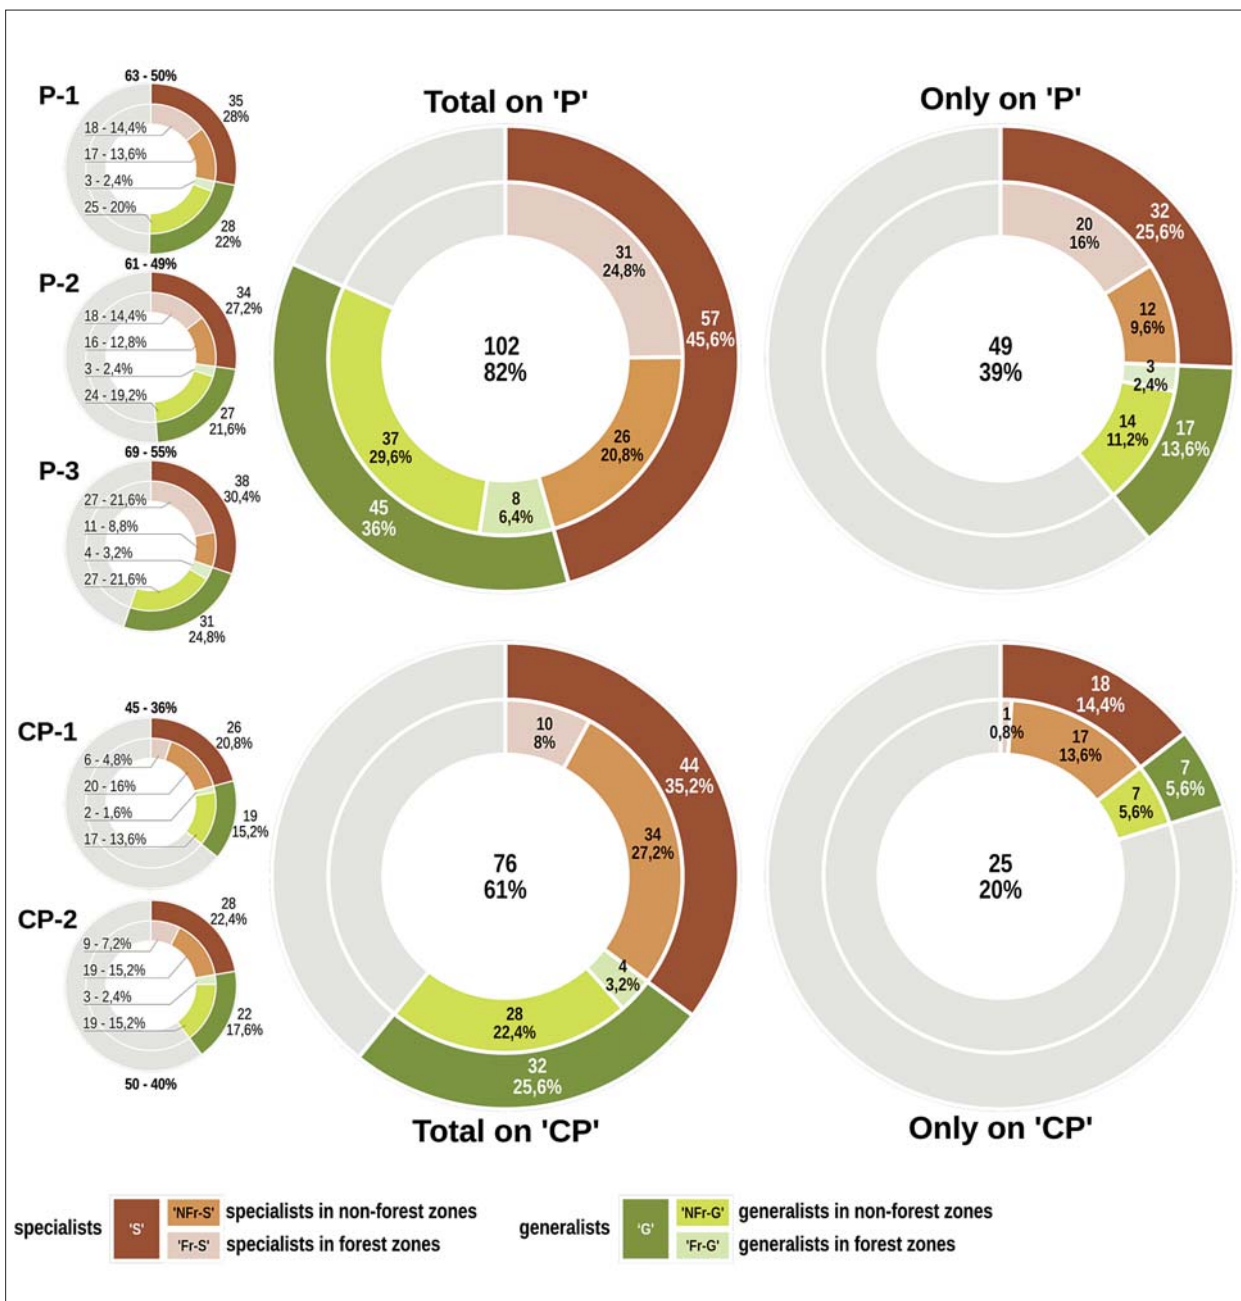 63 - 50%
P-1
35
28%
18 - 14,4%
17 - 13,6%
3 - 2,4%
25 - 20%
28
22%
61 - 49%
P-2
34
27,2%
18 - 14,4%
16 - 12,8%
3 - 2,4%
24 - 19,2%
27
21,6%
69 - 55%
P-3
38
30,4%
27 - 21,6%
11 - 8,8%
4 - 3,2%
27 - 21,6%
31
24,8%
Total on 'P'
31
24,8%
57
45,6%
102
82%
26
20,8%
37
29,6%
8
6,4%
45
36%
Only on 'P'
32
25,6%
20
16%
12
9,6%
49
39%
3
2,4%
14
11,2%
17
13,6%
45 - 36%
CP-1
26
20,8%
6 - 4,8%
20 - 16%
2 - 1,6%
17 - 13,6%
19
15,2%
CP-2
28
22,4%
9 - 7,2%
19 - 15,2%
3 - 2,4%
19 - 15,2%
22
17,6%
50 - 40%
10
8%
44
35,2%
34
27,2%
76
61%
4
3,2%
28
22,4%
32
25,6%
Total on 'CP'
18
14,4%
1
0,8%
17
13,6%
7
5,6%
7
5,6%
25
20%
Only on 'CP'
specialists
'S'
'NFr-S' specialists in non-forest zones
'Fr-S' specialists in forest zones
generalists
'G'
'NFr-G' generalists in non-forest zones
'Fr-G' generalists in forest zones